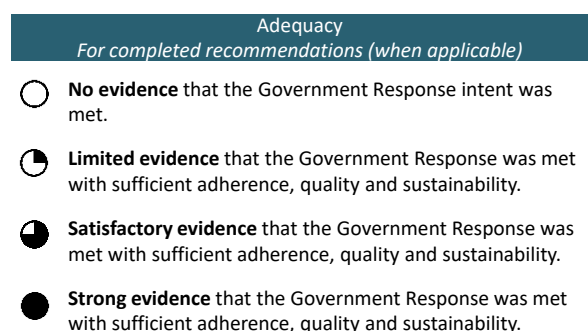 Adequacy
For completed recommendations (when applicable)
No evidence that the Government Response intent was
met.
Limited evidence that the Government Response was met
with sufficient adherence, quality and sustainability.
Satisfactory evidence that the Government Response was
met with sufficient adherence, quality and sustainability.
Strong evidence that the Government Response was met
with sufficient adherence, quality and sustainability.